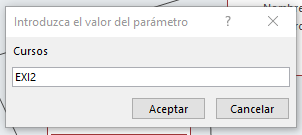 Introduzca el valor del parámetro
Cursos
EXI2
Aceptar
Cancelar